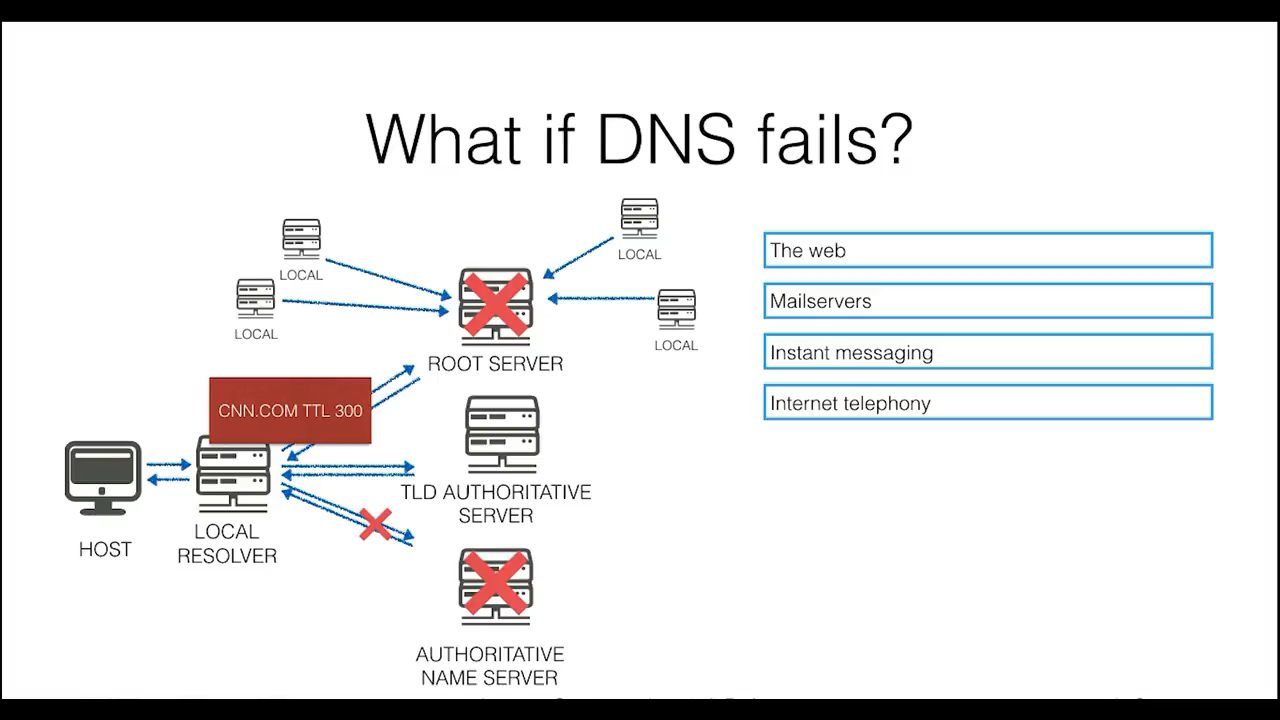 What if DNS fails?
LOCAL
LOCAL
LOCAL
LOCAL
ROOT SERVER
CNN.COM TTL 300
TLD AUTHORITATIVE
SERVER
HOST
LOCAL
RESOLVER
AUTHORITATIVE
NAME SERVER
The web
Mailservers
Instant messaging
Internet telephony